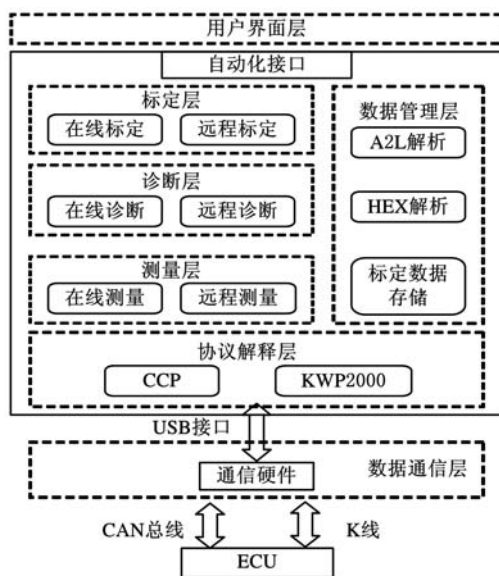 用户界面层
自动化接口
标定层
在线标定
远程标定
诊断层
在线诊断
远程诊断
测量层
在线测量
远程测量
数据管理层
A2L解析
HEX解析
标定数据
存储
协议解释层
CCP
KWP2000
USB接口
数据通信层
通信硬件
CAN总线
K线
ECU